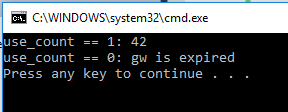 C:\WINDOWS\system32\cmd.exe
use_count == 1: 42
use_count == 0: gw is expired
Press any key to continue . . .